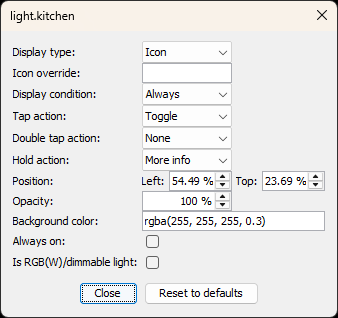 light.kitchen
Display type: Icon
Icon override:
Display condition: Always
Tap action: Toggle
Double tap action: None
Hold action: More info
Position: Left: 54.49 % Top: 23.69 %
Opacity: 100 %
Background color: rgba(255, 255, 255, 0.3)
Always on:
Is RGB(W)/dimmable light:
Close Reset to defaults